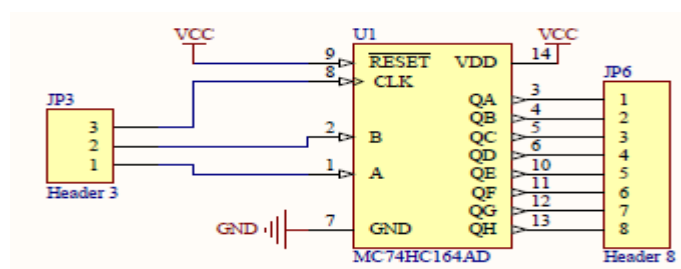 VCC U1 VCC
9 RESET VDD 14
8 CLK
JP3 JP6
3 QA 3 1
QB 4 2
2 2 B QC 5 3
QD 6 4
1 1 A QE 10 5
QF 11 6
QG 12 7
GND 7 GND QH 13 8
Header 3
MC74HC164AD Header 8